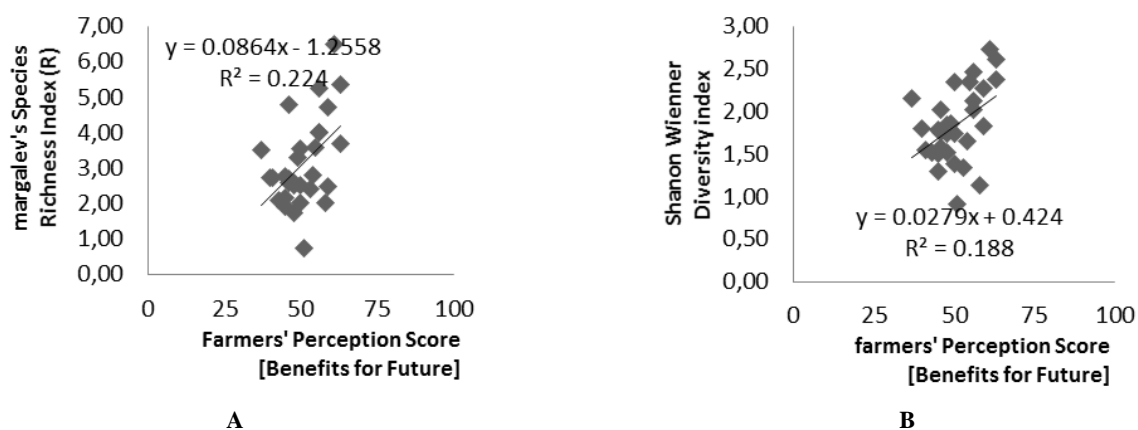 7,00
6,00
5,00
4,00
3,00
2,00
1,00
0,00
margalev's Species
Richness Index (R)
y = 0.0864x - 1.2558
R² = 0.224
0 25 50 75 100
Farmers' Perception Score
[Benefits for Future]
A
3,00
2,50
2,00
1,50
1,00
0,50
0,00
Shanon Wienner
Diversity index
y = 0.0279x + 0.424
R² = 0.188
0 25 50 75 100
farmers' Perception Score
[Benefits for Future]
B